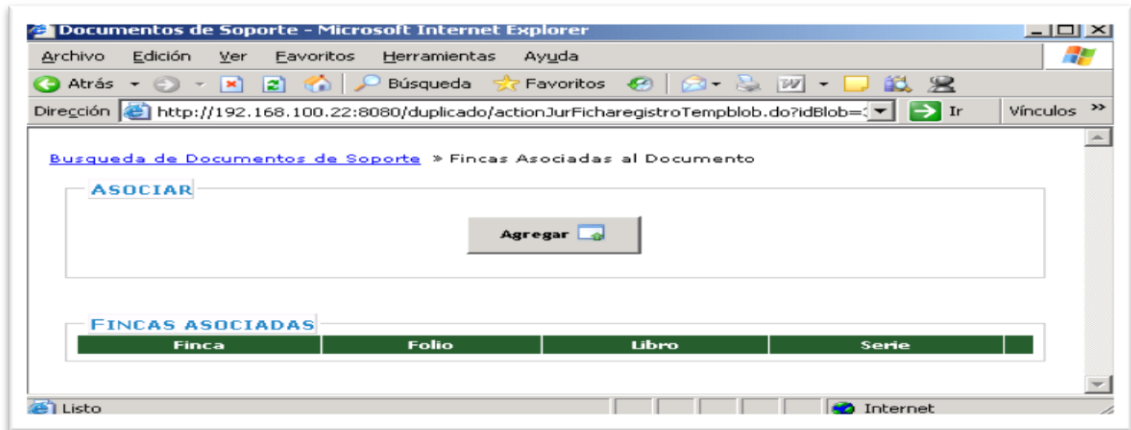 Documentos de Soporte - Microsoft Internet Explorer
Archivo Edición Ver Favoritos Herramientas Ayuda
Atrás Búsqueda Favoritos
Dirección http://192.168.100.22:8080/duplicado/actionJurFicharegistroTempblob.do?idBlob= Ir Vínculos »
Busqueda de Documentos de Soporte » Fincas Asociadas al Documento
ASOCIAR
Agregar
FINCAS ASOCIADAS
Finca Folio Libro Serie
Listo Internet